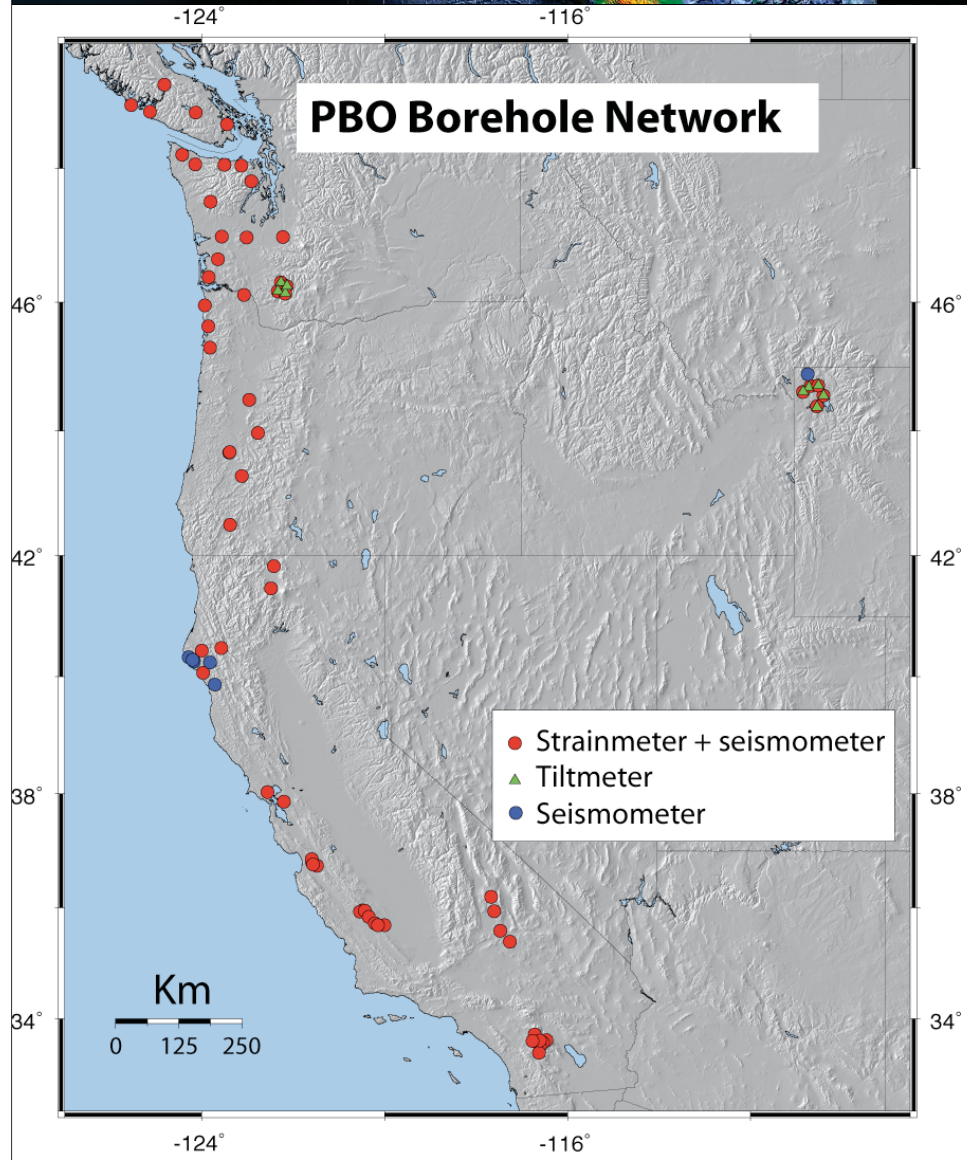 -124° -116°
PBO Borehole Network
46° 46°
42° 42°
Strainmeter + seismometer
Tiltmeter
Seismometer
38° 38°
Km
0 125 250
34° 34°
-124° -116°